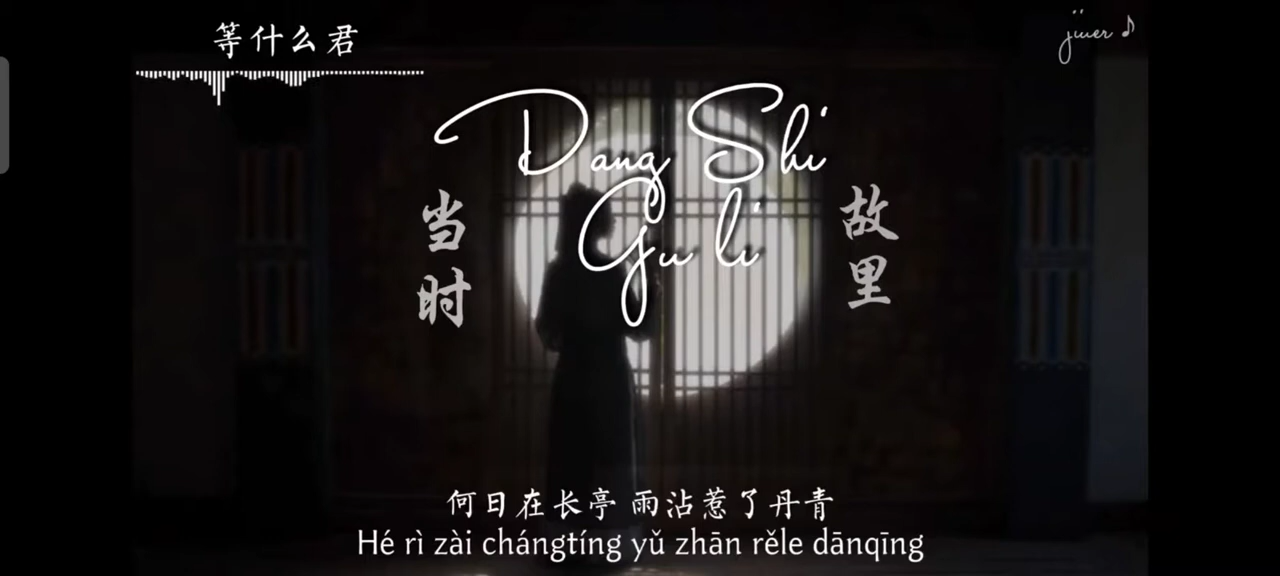 等什么君
jiuer
Dang Shi
Gu li
当时
故里
何日在长亭 雨沾惹了丹青
Hé rì zài chángtíng yǔ zhān rěle dānqīng